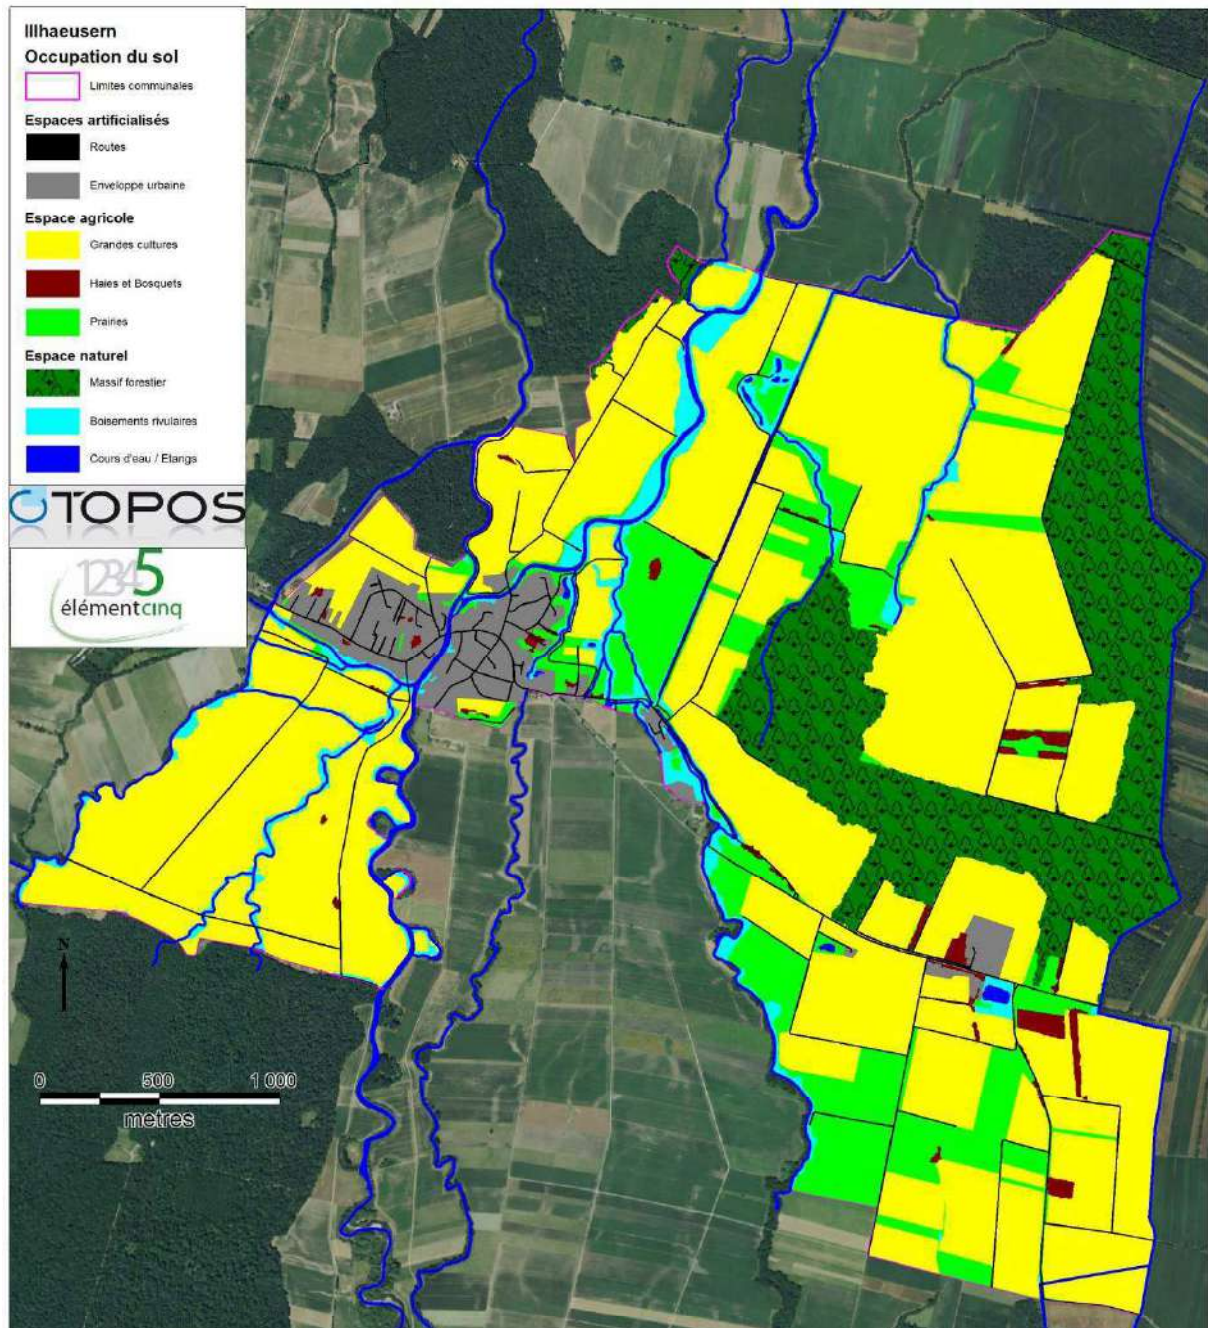 Illhaeusern
Occupation du sol
Limites communales
Espaces artificialisés
Routes
Enveloppe urbaine
Espace agricole
Grandes cultures
Haies et Bosquets
Prairies
Espace naturel
Massif forestier
Boisements rivulaires
Cours d'eau / Etangs
TOPOS
12345
élémentcinq
N
0 500 1 000
metres